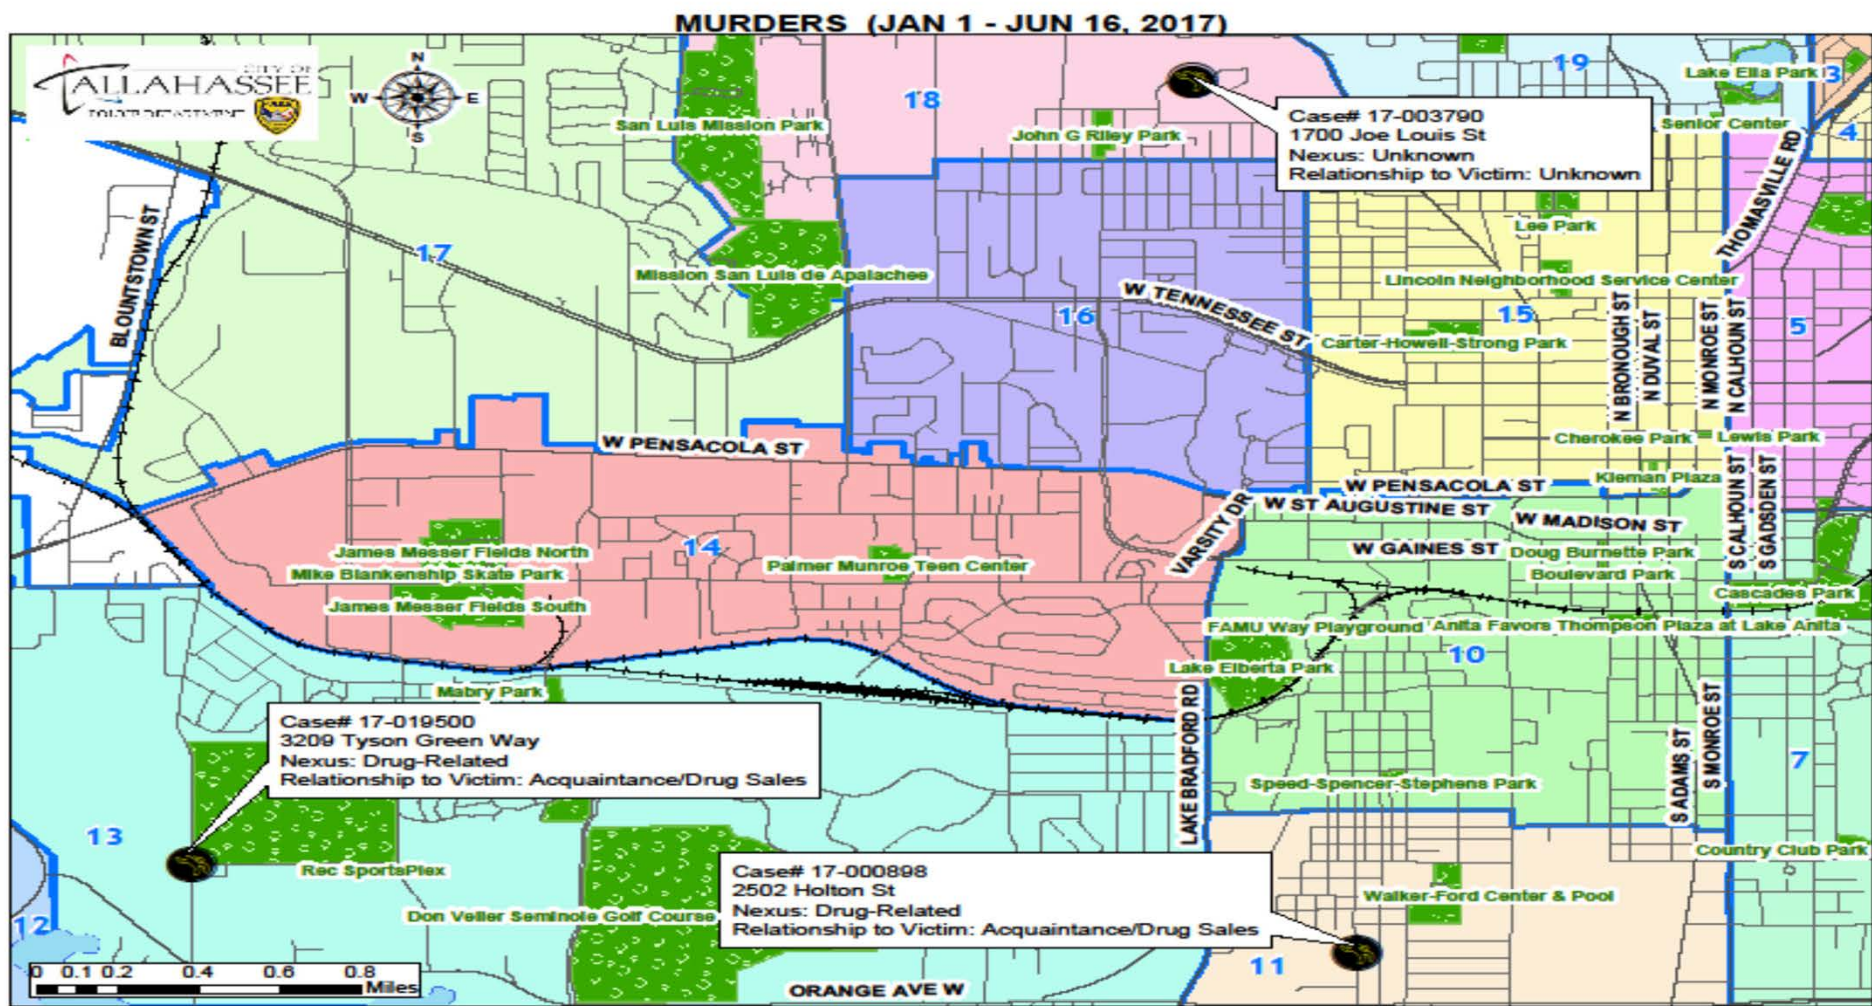 MURDERS (JAN 1 - JUN 16, 2017)
CITY OF
TALLAHASSEE
POLICE DEPARTMENT
N
W
E
S
18
19
Lake Ella Park
3
Case# 17-003790
1700 Joe Louis St
Nexus: Unknown
Relationship to Victim: Unknown
San Luis Mission Park
John G Riley Park
Senior Center
4
THOMASVILLE RD
BLOUNTSTOWN ST
17
Lee Park
Mission San Luis de Apalachee
Lincoln Neighborhood Service Center
W TENNESSEE ST
16
15
5
Carter-Howell-Strong Park
N BRONOUGH ST
N DUVAL ST
N MONROE ST
N CALHOUN ST
W PENSACOLA ST
Cherokee Park
Lewis Park
Kleman Plaza
W PENSACOLA ST
W ST AUGUSTINE ST
W MADISON ST
VARSITY DR
S CALHOUN ST
S GADSDEN ST
14
James Messer Fields North
W GAINES ST
Doug Burnette Park
Palmer Munroe Teen Center
Mike Blankenship Skate Park
Boulevard Park
James Messer Fields South
Cascades Park
FAMU Way Playground
Anita Favors Thompson Plaza at Lake Anita
10
Lake Elberta Park
Mabry Park
Case# 17-019500
3209 Tyson Green Way
Nexus: Drug-Related
Relationship to Victim: Acquaintance/Drug Sales
LAKE BRADFORD RD
S ADAMS ST
S MONROE ST
7
Speed-Spencer-Stephens Park
13
Country Club Park
Rec SportsPlex
Case# 17-000898
2502 Holton St
Nexus: Drug-Related
Relationship to Victim: Acquaintance/Drug Sales
Walker-Ford Center & Pool
12
Don Veller Seminole Golf Course
11
0 0.1 0.2 0.4 0.6 0.8
Miles
ORANGE AVE W